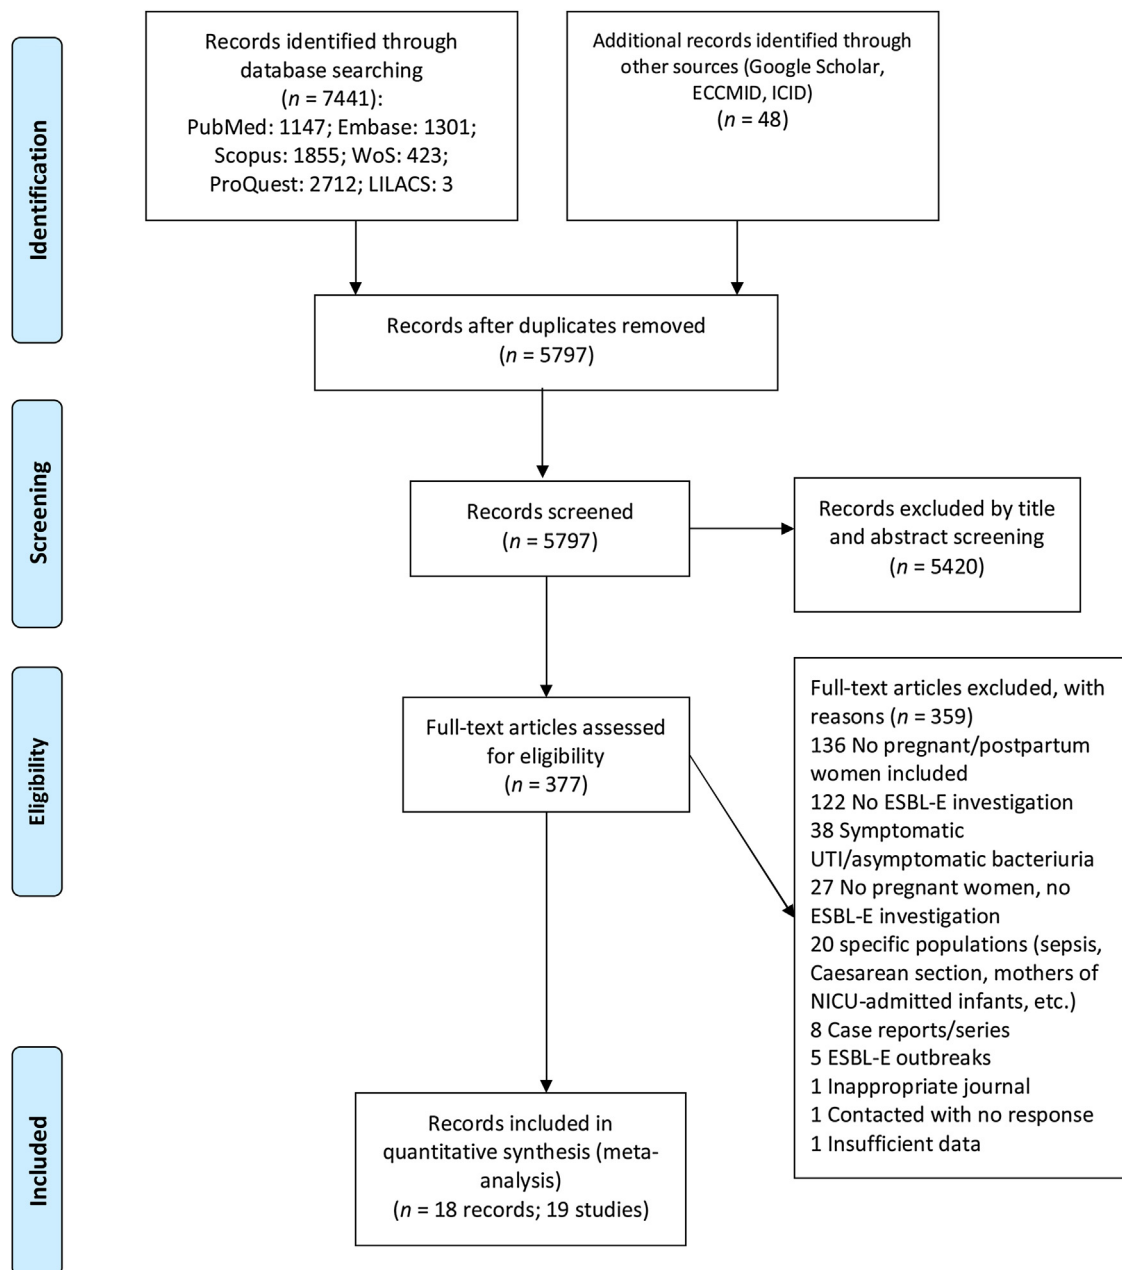 Identification
Records identified through
database searching
(n = 7441):
PubMed: 1147; Embase: 1301;
Scopus: 1855; WoS: 423;
ProQuest: 2712; LILACS: 3
Additional records identified through
other sources (Google Scholar,
ECCMID, ICID)
(n = 48)
Records after duplicates removed
(n = 5797)
Screening
Records screened
(n = 5797)
Records excluded by title
and abstract screening
(n = 5420)
Eligibility
Full-text articles assessed
for eligibility
(n = 377)
Full-text articles excluded, with
reasons (n = 359)
136 No pregnant/postpartum
women included
122 No ESBL-E investigation
38 Symptomatic
UTI/asymptomatic bacteriuria
27 No pregnant women, no
ESBL-E investigation
20 specific populations (sepsis,
Caesarean section, mothers of
NICU-admitted infants, etc.)
8 Case reports/series
5 ESBL-E outbreaks
1 Inappropriate journal
1 Contacted with no response
1 Insufficient data
Included
Records included in
quantitative synthesis (meta-
analysis)
(n = 18 records; 19 studies)